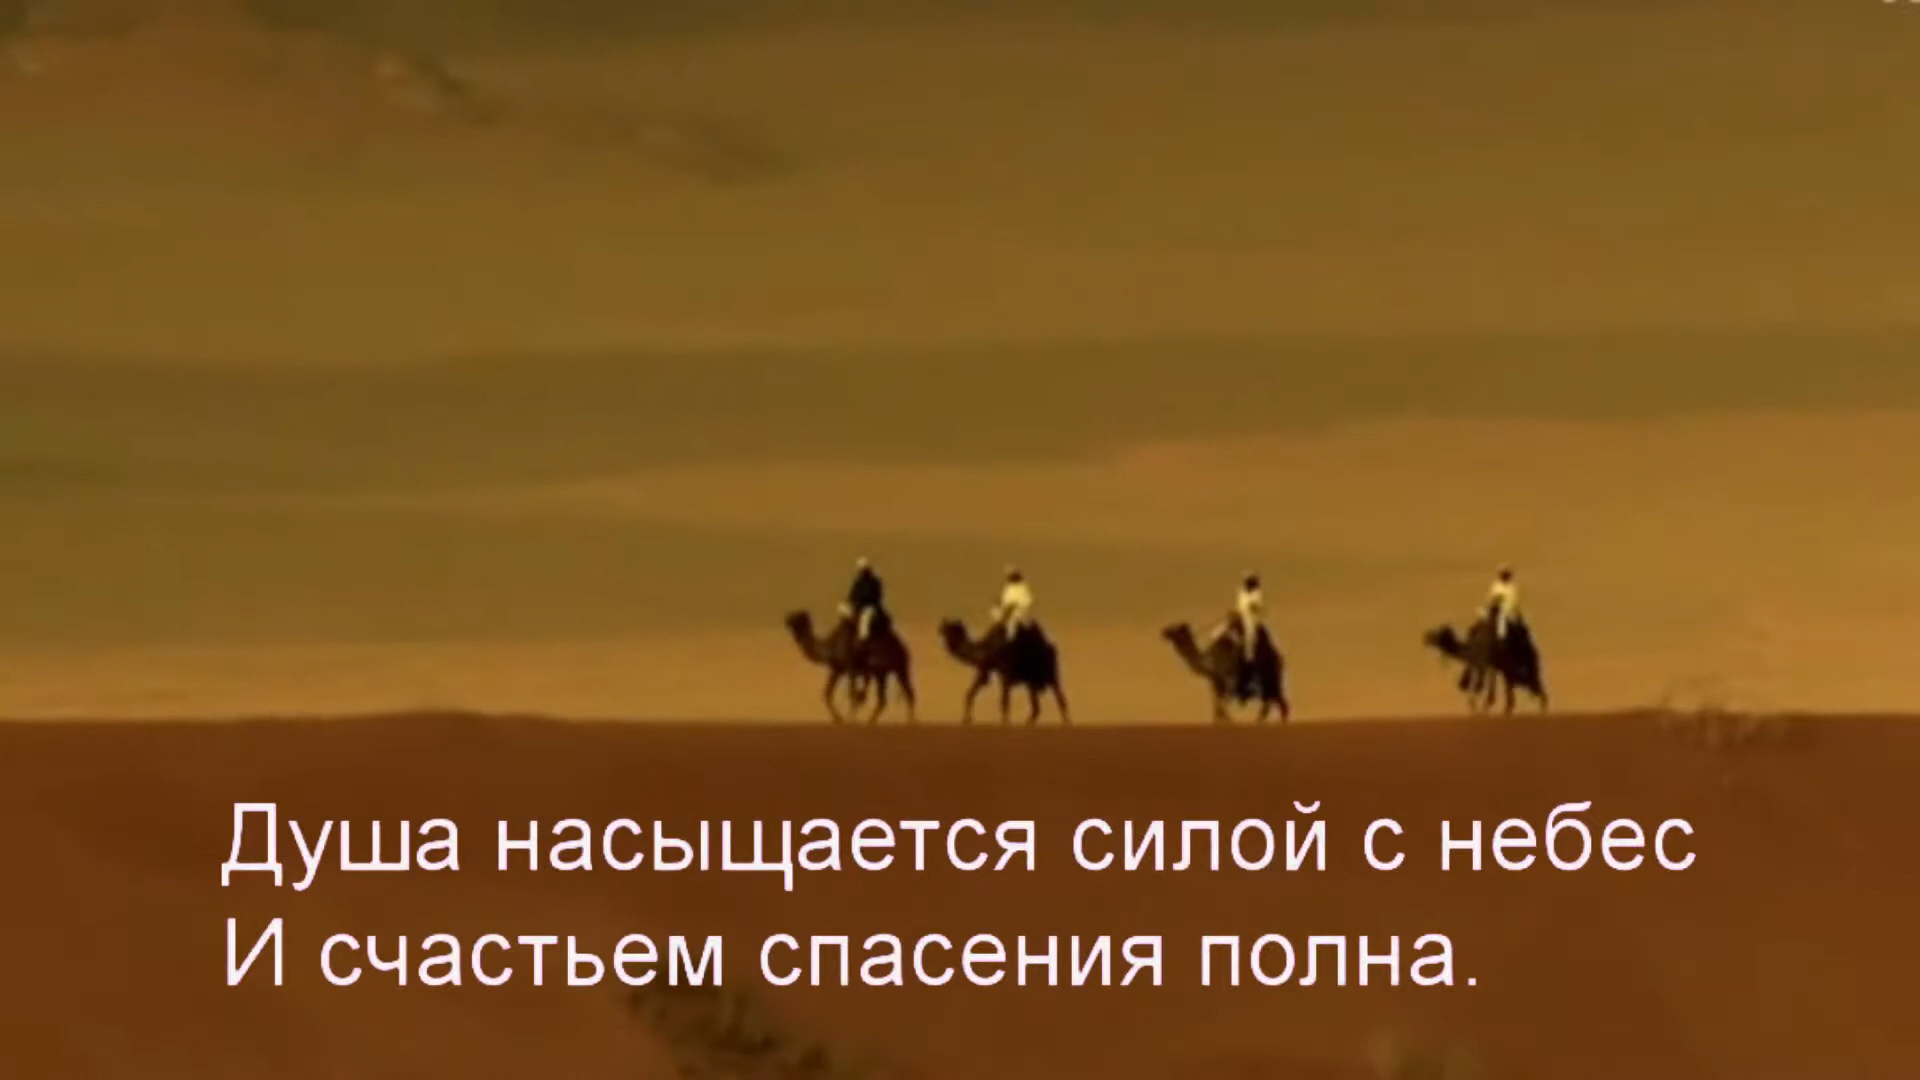 Душа насыщается силой с небес
И счастьем спасения полна.